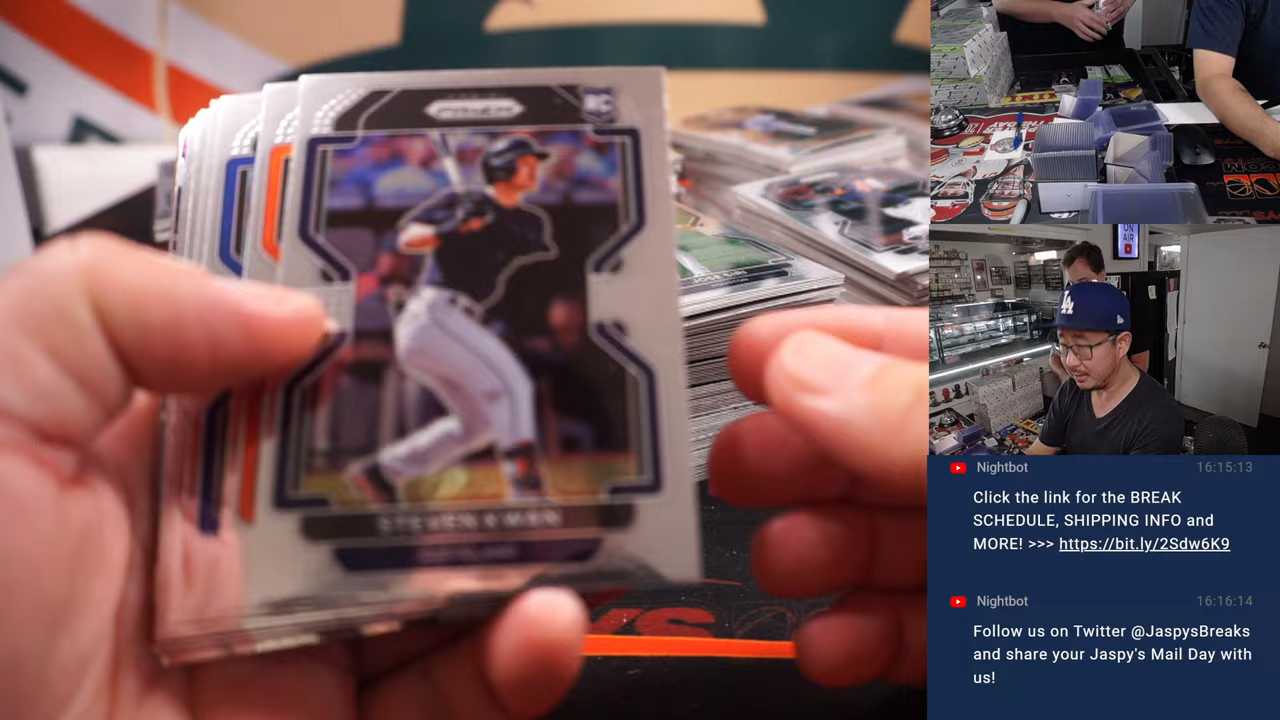 PRIZM
RC
STEVEN KWAN
CLEVELAND
ON
AIR
LA
Nightbot
16:15:13
Click the link for the BREAK
SCHEDULE, SHIPPING INFO and
MORE! >>> https://bit.ly/2Sdw6K9
Nightbot
16:16:14
Follow us on Twitter @JaspysBreaks
and share your Jaspy's Mail Day with
us!